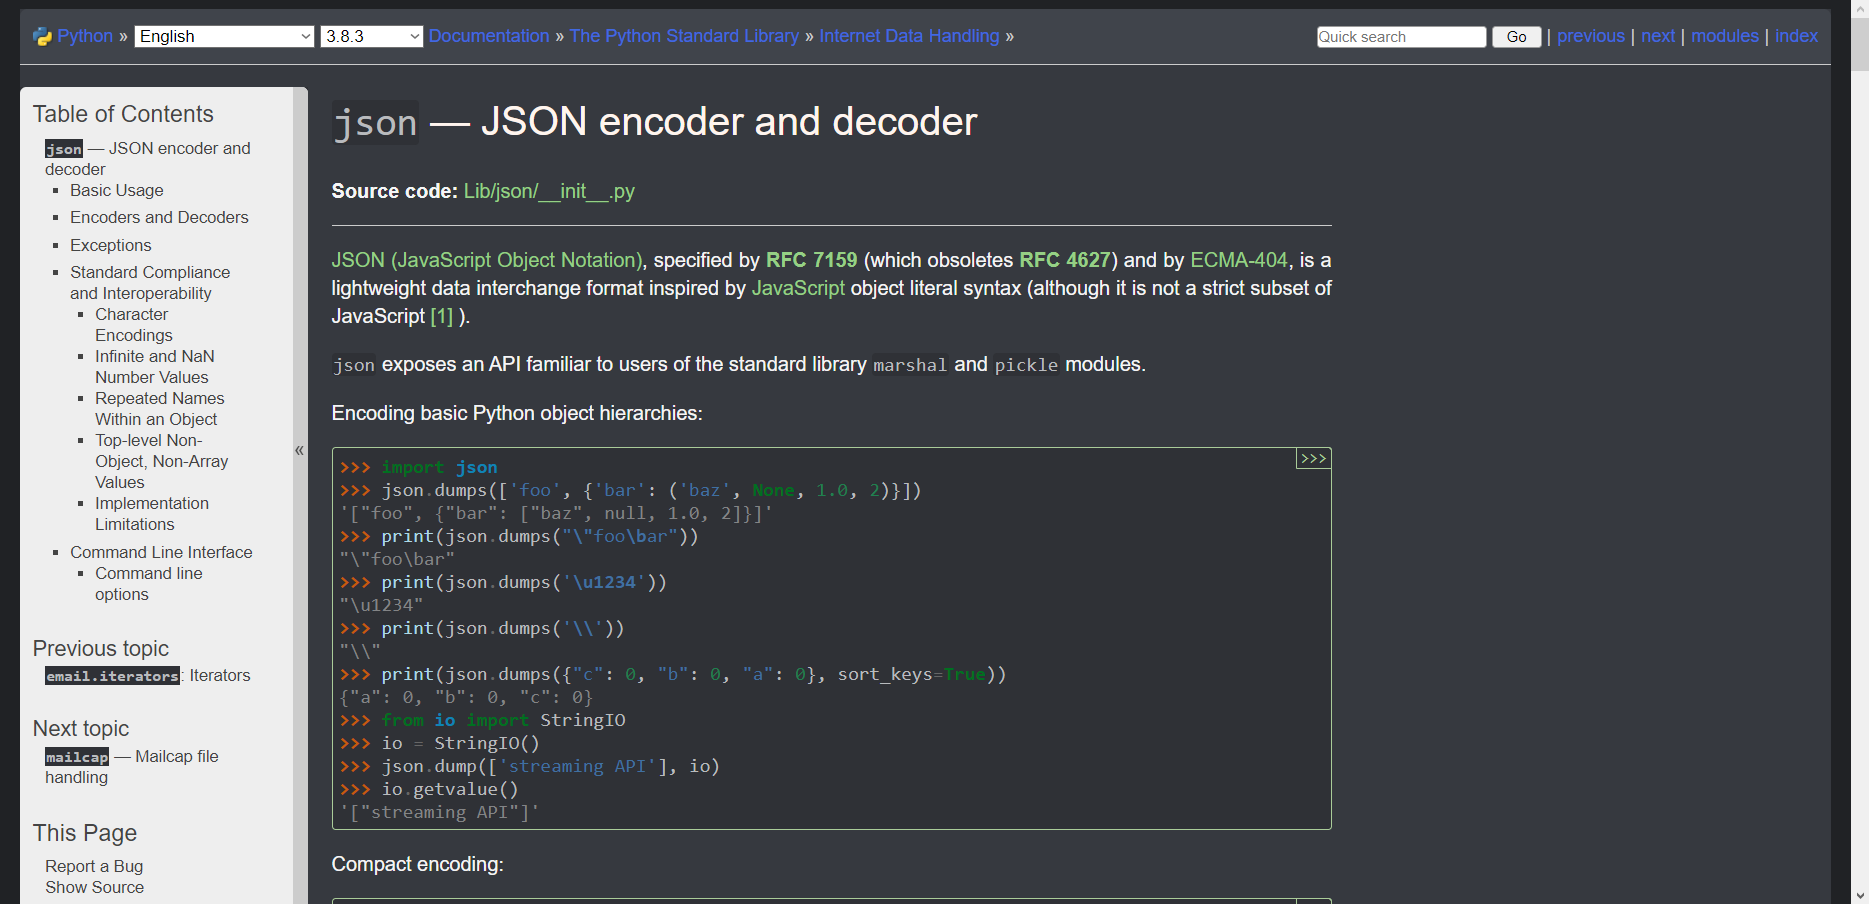 Python » English 3.8.3 Documentation » The Python Standard Library » Internet Data Handling » Quick search Go | previous | next | modules | index
Table of Contents
json — JSON encoder and
decoder
▪ Basic Usage
▪ Encoders and Decoders
▪ Exceptions
▪ Standard Compliance
and Interoperability
▪ Character
Encodings
▪ Infinite and NaN
Number Values
▪ Repeated Names
Within an Object
▪ Top-level Non-
Object, Non-Array
Values
▪ Implementation
Limitations
▪ Command Line Interface
▪ Command line
options
Previous topic
email.iterators: Iterators
Next topic
mailcap — Mailcap file
handling
This Page
Report a Bug
Show Source
«
json — JSON encoder and decoder
Source code: Lib/json/__init__.py
JSON (JavaScript Object Notation), specified by RFC 7159 (which obsoletes RFC 4627) and by ECMA-404, is a
lightweight data interchange format inspired by JavaScript object literal syntax (although it is not a strict subset of
JavaScript [1] ).
json exposes an API familiar to users of the standard library marshal and pickle modules.
Encoding basic Python object hierarchies:
>>>
>>> import json
>>> json.dumps(['foo', {'bar': ('baz', None, 1.0, 2)}])
'["foo", {"bar": ["baz", null, 1.0, 2]}]'
>>> print(json.dumps("\"foo\bar"))
"\"foo\bar"
>>> print(json.dumps('\u1234'))
"\u1234"
>>> print(json.dumps('\\'))
"\\"
>>> print(json.dumps({"c": 0, "b": 0, "a": 0}, sort_keys=True))
{"a": 0, "b": 0, "c": 0}
>>> from io import StringIO
>>> io = StringIO()
>>> json.dump(['streaming API'], io)
>>> io.getvalue()
'["streaming API"]'
Compact encoding: